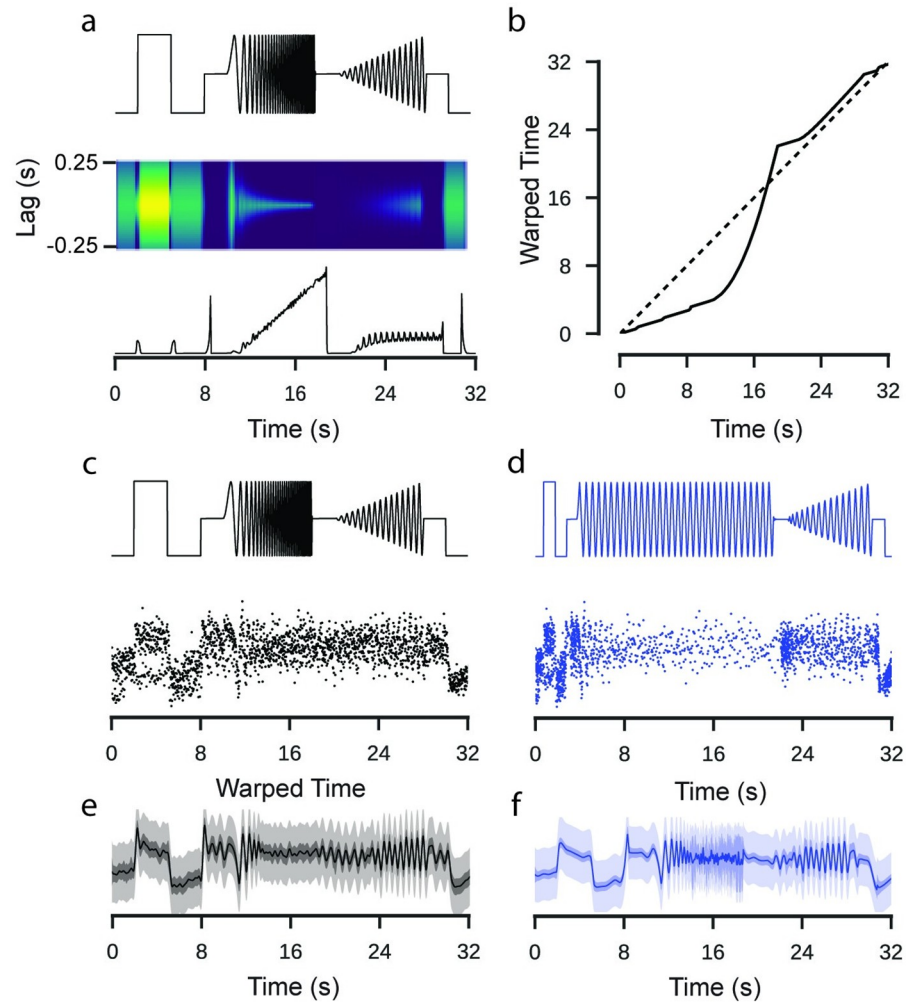 a
0.25
-0.25
Lag (s)
0 8 16 24 32
Time (s)
b
32
24
16
8
0
Warped Time
0 8 16 24 32
Time (s)
c
0 8 16 24 32
Warped Time
d
0 8 16 24 32
Time (s)
e
0 8 16 24 32
Time (s)
f
0 8 16 24 32
Time (s)